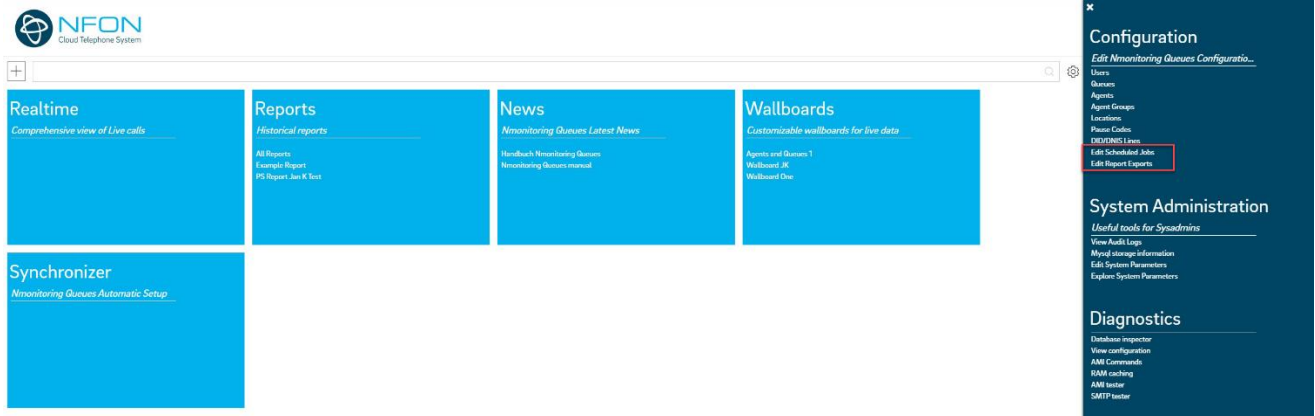 NFON
Cloud Telephone System
Realtime
Comprehensive view of Live calls
Reports
Historical reports
All Reports
Example Report
PS Report Jan K Test
News
Nmonitoring Queues Latest News
Handbuch Nmonitoring Queues
Nmonitoring Queues manual
Wallboards
Customizable wallboards for live data
Agents and Queues 1
Wallboard JK
Wallboard One
Synchronizer
Nmonitoring Queues Automatic Setup
Configuration
Edit Nmonitoring Queues Configuratio...
Users
Queues
Agents
Agent Groups
Locations
Pause Codes
DID/DNIS Lines
Edit Scheduled Jobs
Edit Report Exports
System Administration
Useful tools for Sysadmins
View Audit Logs
Mysql storage information
Edit System Parameters
Explore System Parameters
Diagnostics
Database inspector
View configuration
AMI Commands
RAM caching
AMI tester
SMTP tester